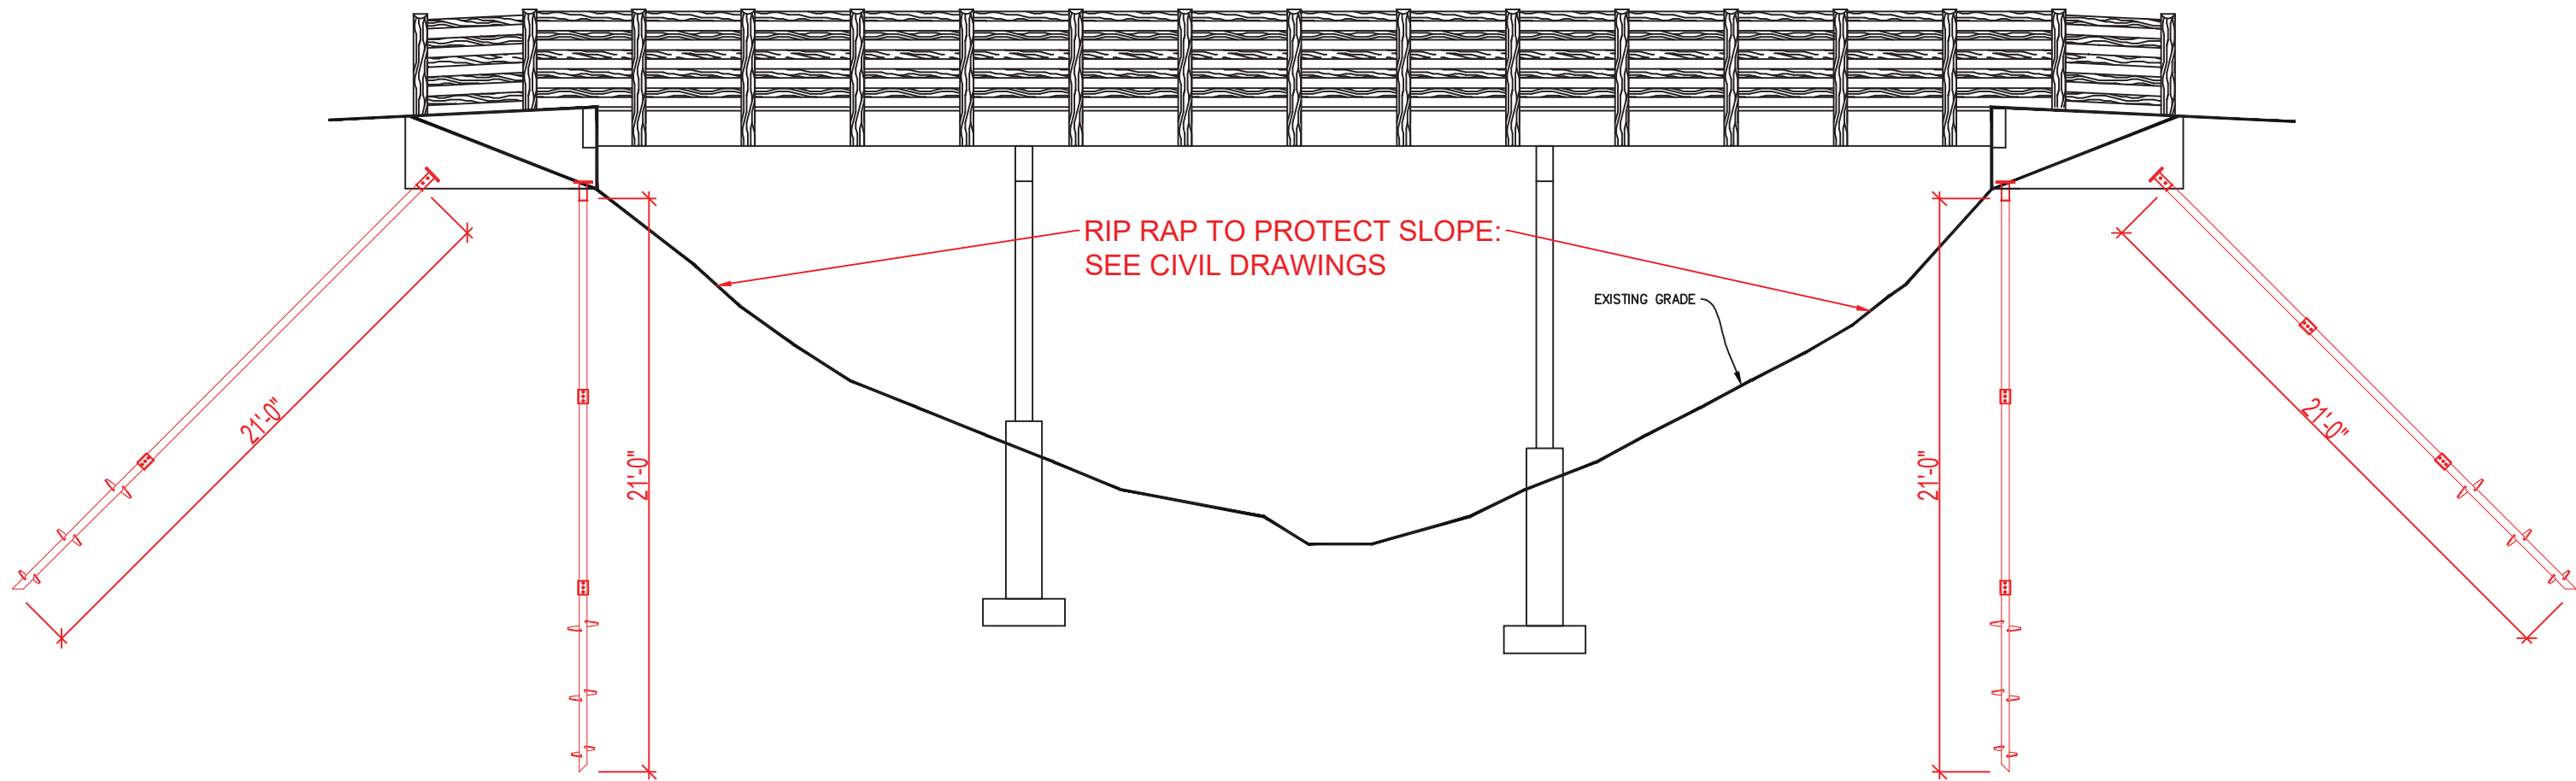 RIP RAP TO PROTECT SLOPE:
SEE CIVIL DRAWINGS
EXISTING GRADE
21'-0"
21'-0"
21'-0"
21'-0"